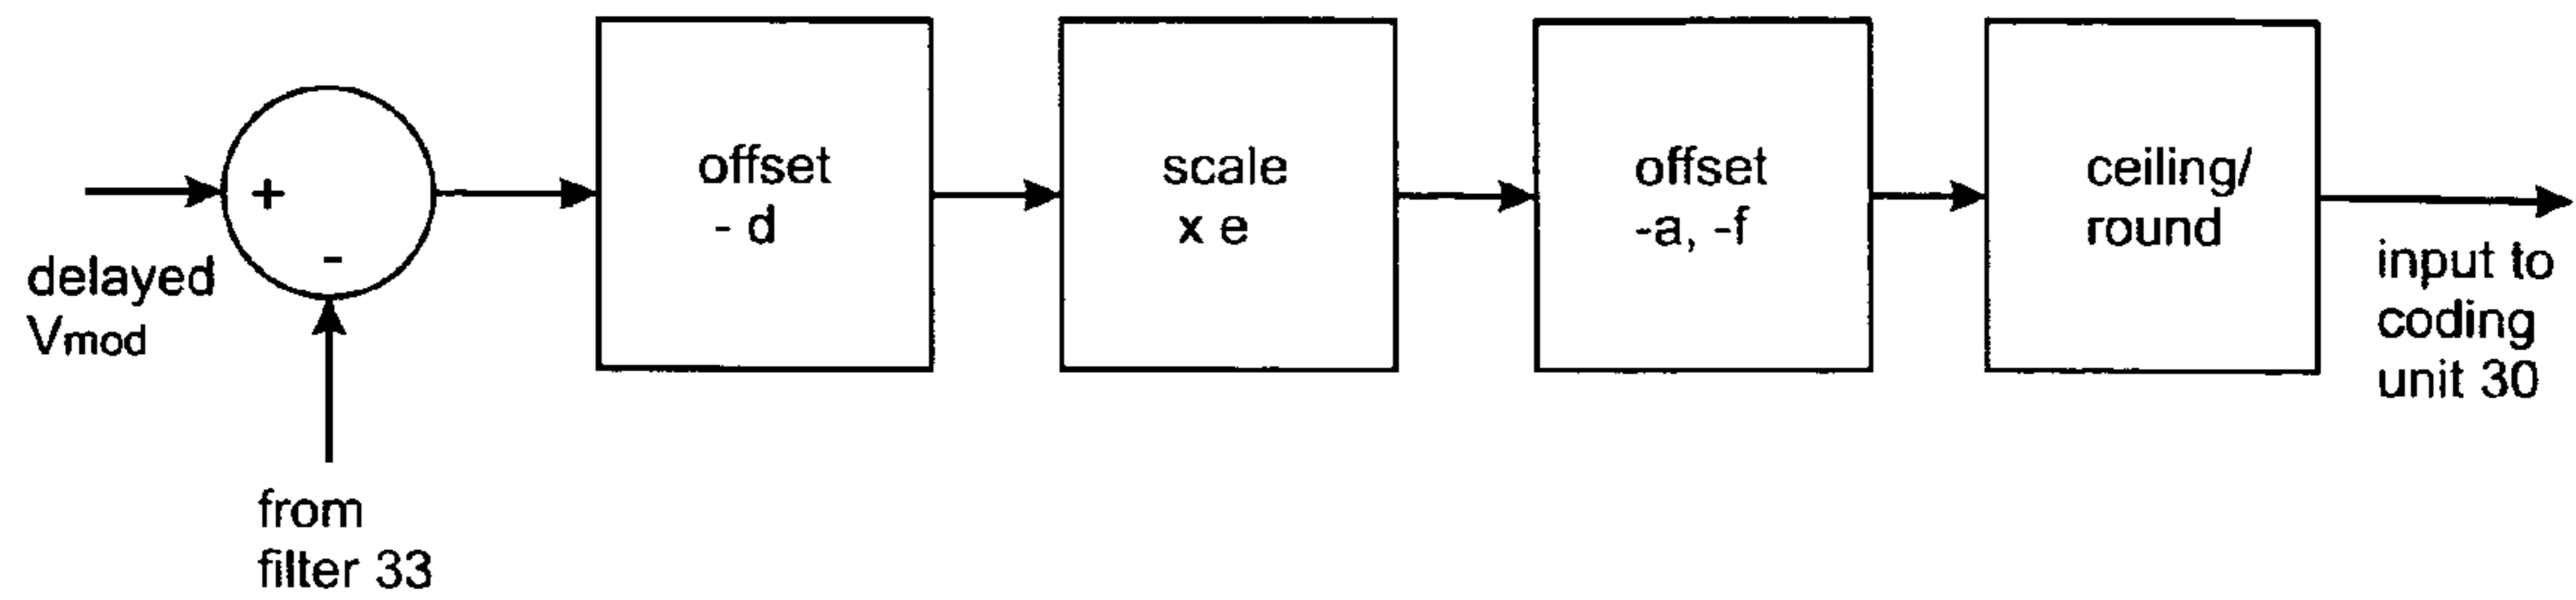 delayed
Vmod
+
-
from
filter 33
offset
- d
scale
x e
offset
-a, -f
ceiling/
round
input to
coding
unit 30